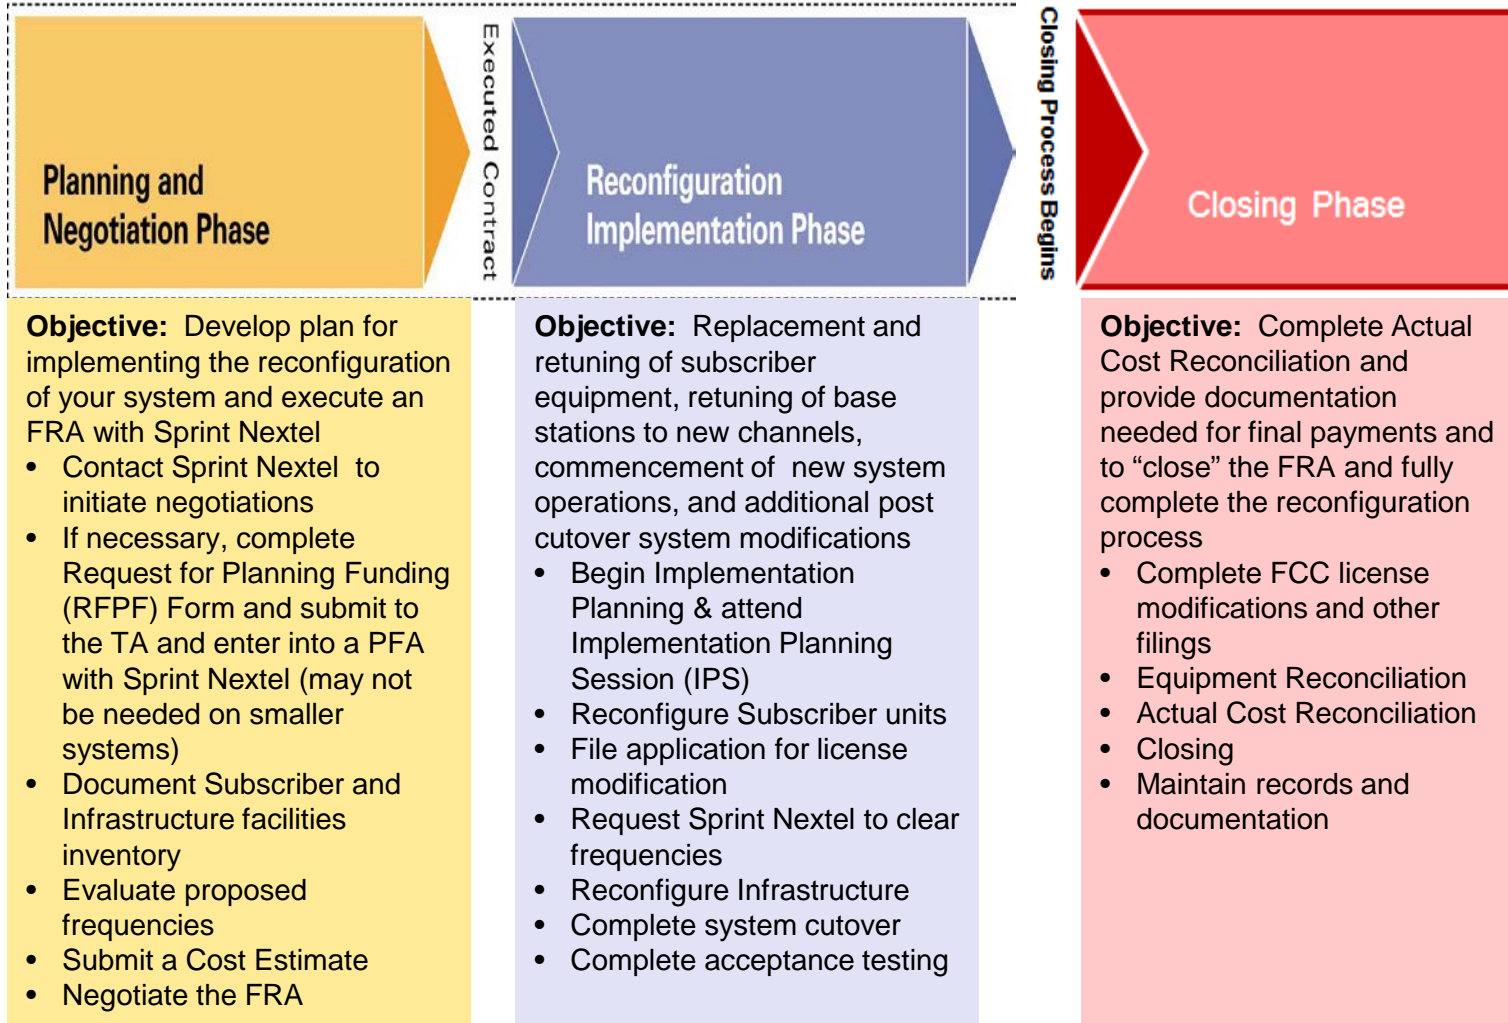 Planning and
Negotiation Phase
Executed Contract
Reconfiguration
Implementation Phase
Closing Process Begins
Closing Phase
Objective: Develop plan for
implementing the reconfiguration
of your system and execute an
FRA with Sprint Nextel
• Contact Sprint Nextel to
initiate negotiations
• If necessary, complete
Request for Planning Funding
(RFPF) Form and submit to
the TA and enter into a PFA
with Sprint Nextel (may not
be needed on smaller
systems)
• Document Subscriber and
Infrastructure facilities
inventory
• Evaluate proposed
frequencies
• Submit a Cost Estimate
• Negotiate the FRA
Objective: Replacement and
retuning of subscriber
equipment, retuning of base
stations to new channels,
commencement of new system
operations, and additional post
cutover system modifications
• Begin Implementation
Planning & attend
Implementation Planning
Session (IPS)
• Reconfigure Subscriber units
• File application for license
modification
• Request Sprint Nextel to clear
frequencies
• Reconfigure Infrastructure
• Complete system cutover
• Complete acceptance testing
Objective: Complete Actual
Cost Reconciliation and
provide documentation
needed for final payments and
to “close” the FRA and fully
complete the reconfiguration
process
• Complete FCC license
modifications and other
filings
• Equipment Reconciliation
• Actual Cost Reconciliation
• Closing
• Maintain records and
documentation